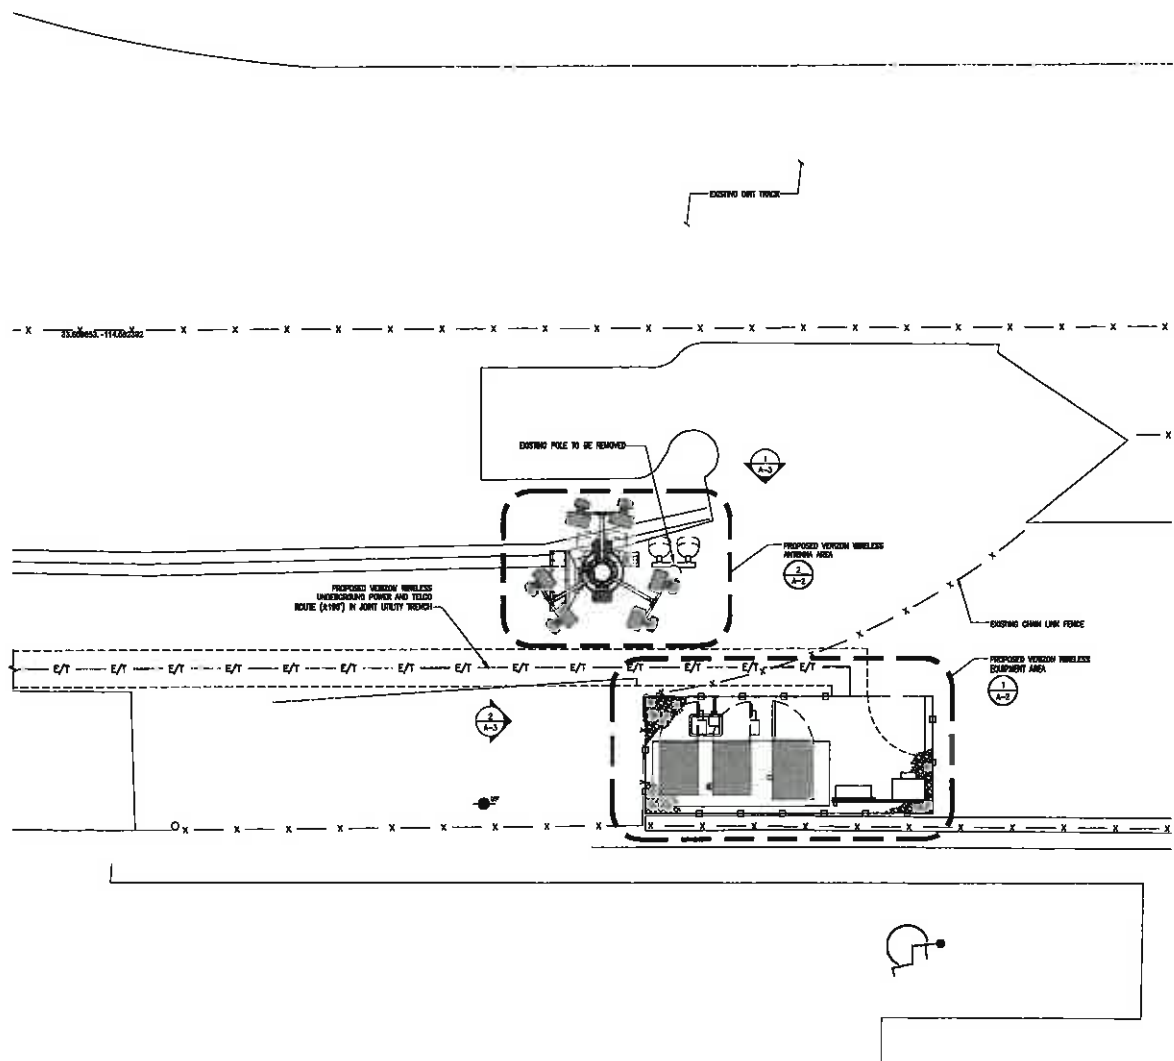 EXISTING DIRT TRACK
EXISTING POLE TO BE REMOVED
1
A-3
PROPOSED VERIZON WIRELESS
ANTENNA AREA
2
A-2
PROPOSED VERIZON WIRELESS
UNDERGROUND POWER AND TELCO
ROUTE (±190') IN JOINT UTILITY TRENCH
EXISTING CHAIN LINK FENCE
E/T E/T E/T E/T E/T E/T E/T E/T E/T E/T E/T E/T E/T E/T
PROPOSED VERIZON WIRELESS
EQUIPMENT AREA
1
A-2
2
A-3